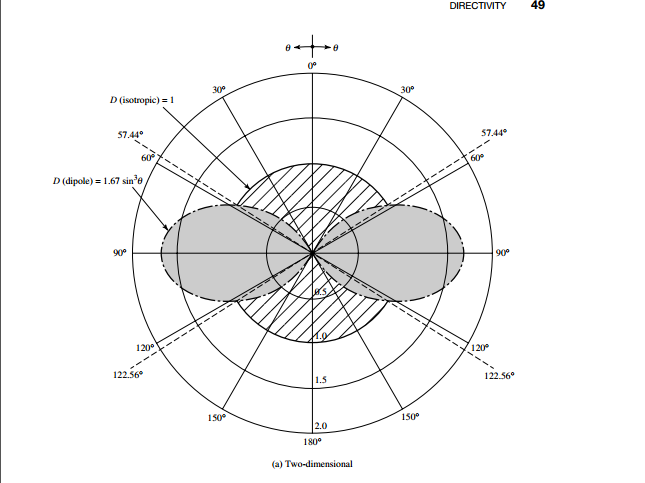 DIRECTIVITY 49
θ θ
0°
30° 30°
D (isotropic) = 1
57.44° 57.44°
60° 60°
D (dipole) = 1.67 sin³θ
90° 90°
0.5
1.0
120° 120°
122.56° 122.56°
1.5
150° 150°
2.0
180°
(a) Two-dimensional